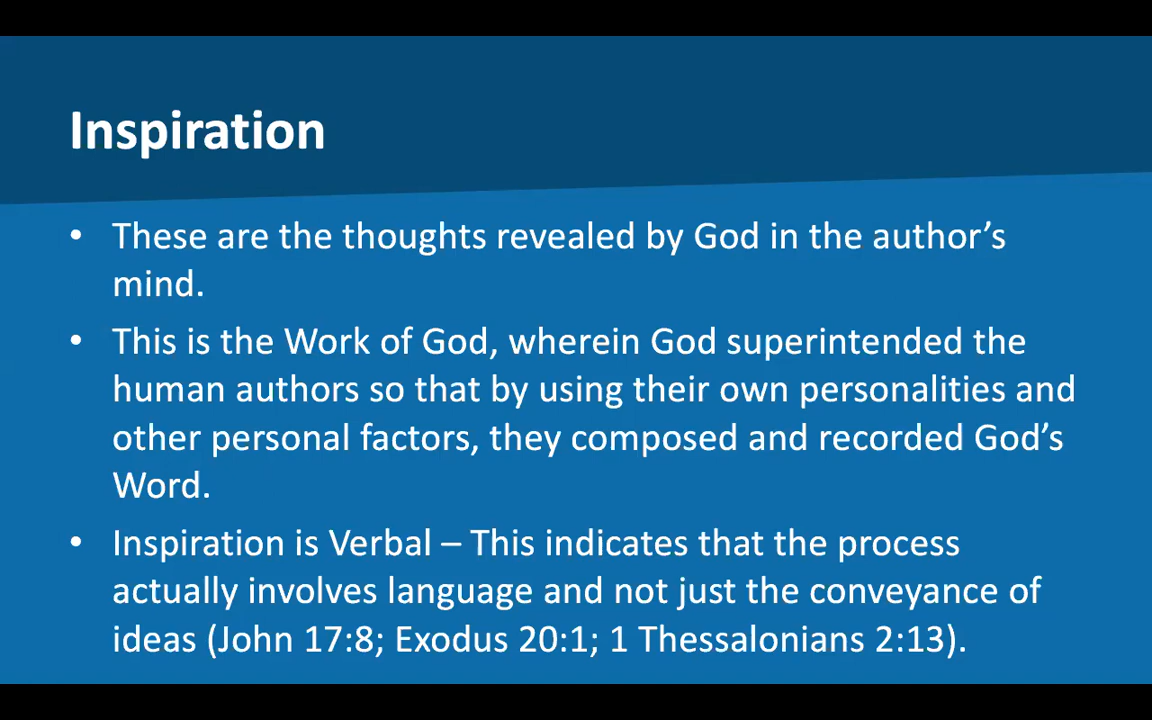 Inspiration
• These are the thoughts revealed by God in the author’s
mind.
• This is the Work of God, wherein God superintended the
human authors so that by using their own personalities and
other personal factors, they composed and recorded God’s
Word.
• Inspiration is Verbal – This indicates that the process
actually involves language and not just the conveyance of
ideas (John 17:8; Exodus 20:1; 1 Thessalonians 2:13).